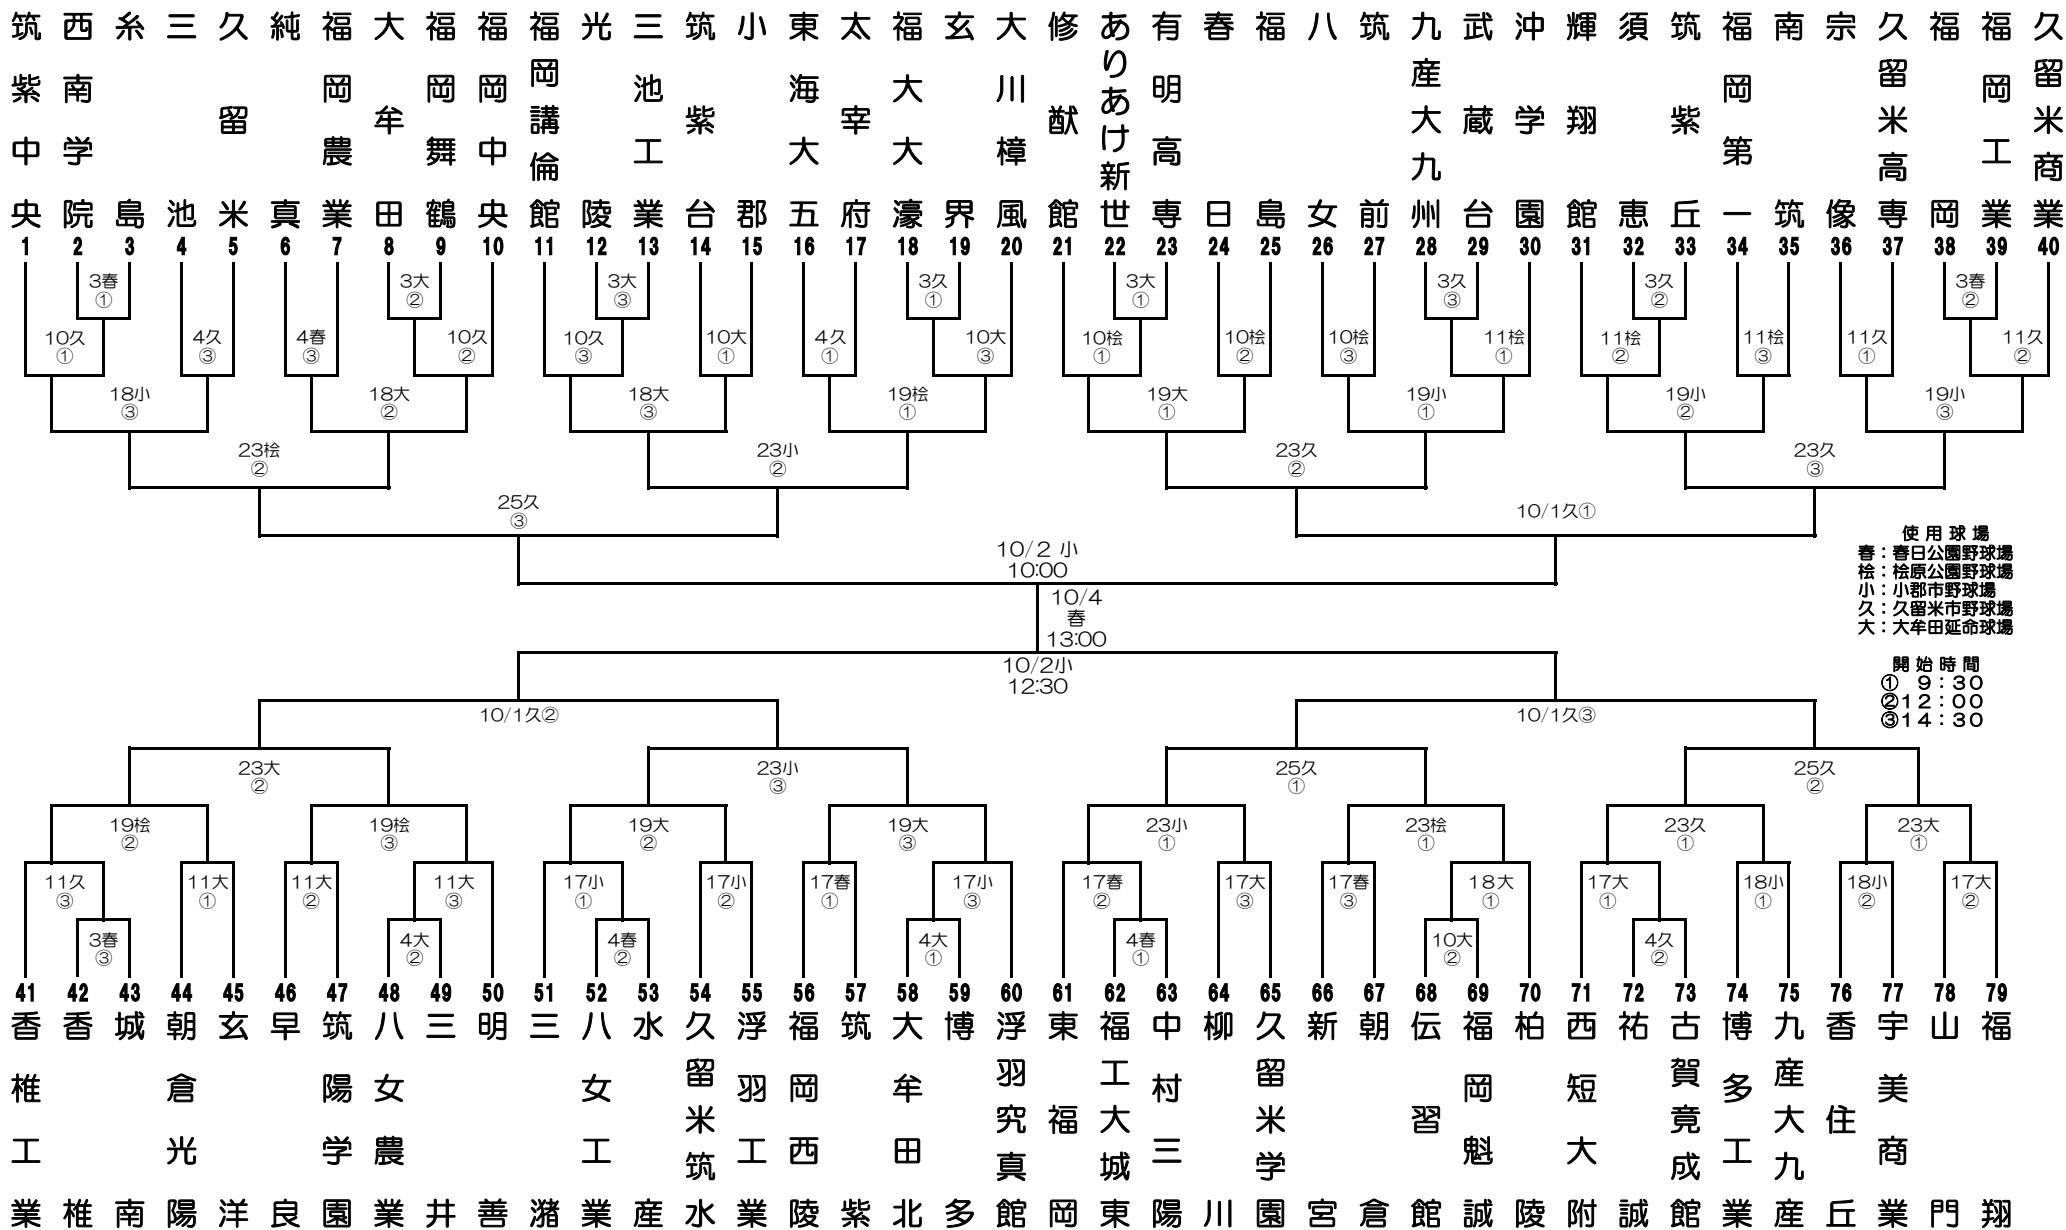 筑紫中央
西南学院
糸島
三池
久留米
純真
福岡農業
大牟田
福岡舞鶴
福岡中央
福岡講倫館
光陵
三池工業
筑紫台
小郡
東海大五
太宰府
福大大濠
玄界
大川樟風
修猷館
ありあけ新世
有明高専
春日
福島
八女
筑前
九産大九州
武蔵台
沖学園
輝翔館
須恵
筑紫丘
福岡第一
南筑
宗像
久留米高専
福岡
福岡工業
久留米商業
1 2 3 4 5 6 7 8 9 10 11 12 13 14 15 16 17 18 19 20 21 22 23 24 25 26 27 28 29 30 31 32 33 34 35 36 37 38 39 40
3春① 3大② 3大③ 3久① 3大① 3久③ 3久② 3春②
10久① 4久③ 4春③ 10久② 10久③ 10大① 4久① 10大③ 10桧① 10桧② 10桧③ 11桧① 11桧② 11桧③ 11久① 11久②
18小③ 18大② 18大③ 19桧① 19大① 19小① 19小② 19小③
23桧② 23小② 23久② 23久③
25久③ 10/1久①
10/2 小
10:00
10/4
春
13:00
10/2小
12:30
使用球場
春：春日公園野球場
桧：桧原公園野球場
小：小郡市野球場
久：久留米市野球場
大：大牟田延命球場
開始時間
① 9：30
②12：00
③14：30
10/1久② 10/1久③
23大② 23小③ 25久① 25久②
19桧② 19桧③ 19大② 19大③ 23小① 23桧① 23久① 23大①
11久③ 11大① 11大② 11大③ 17小① 17小② 17春① 17小③ 17春② 17大③ 17春③ 18大① 17大① 18小① 18小② 17大②
3春③ 4大② 4春② 4大① 4春① 10大② 4久②
41 42 43 44 45 46 47 48 49 50 51 52 53 54 55 56 57 58 59 60 61 62 63 64 65 66 67 68 69 70 71 72 73 74 75 76 77 78 79
香椎工業
香椎
城南
朝倉光陽
玄洋
早良
筑陽学園
八女農業
三井
明善
三潴
八女工業
水産
久留米筑水
浮羽工業
福岡西陵
筑紫
大牟田北
博多
浮羽究真館
東福岡
福工大城東
中村三陽
柳川
久留米学園
新宮
朝倉
伝習館
福岡魁誠
柏陵
西短大附
祐誠
古賀竟成館
博多工業
九産大九産
香住丘
宇美商業
山門
福翔